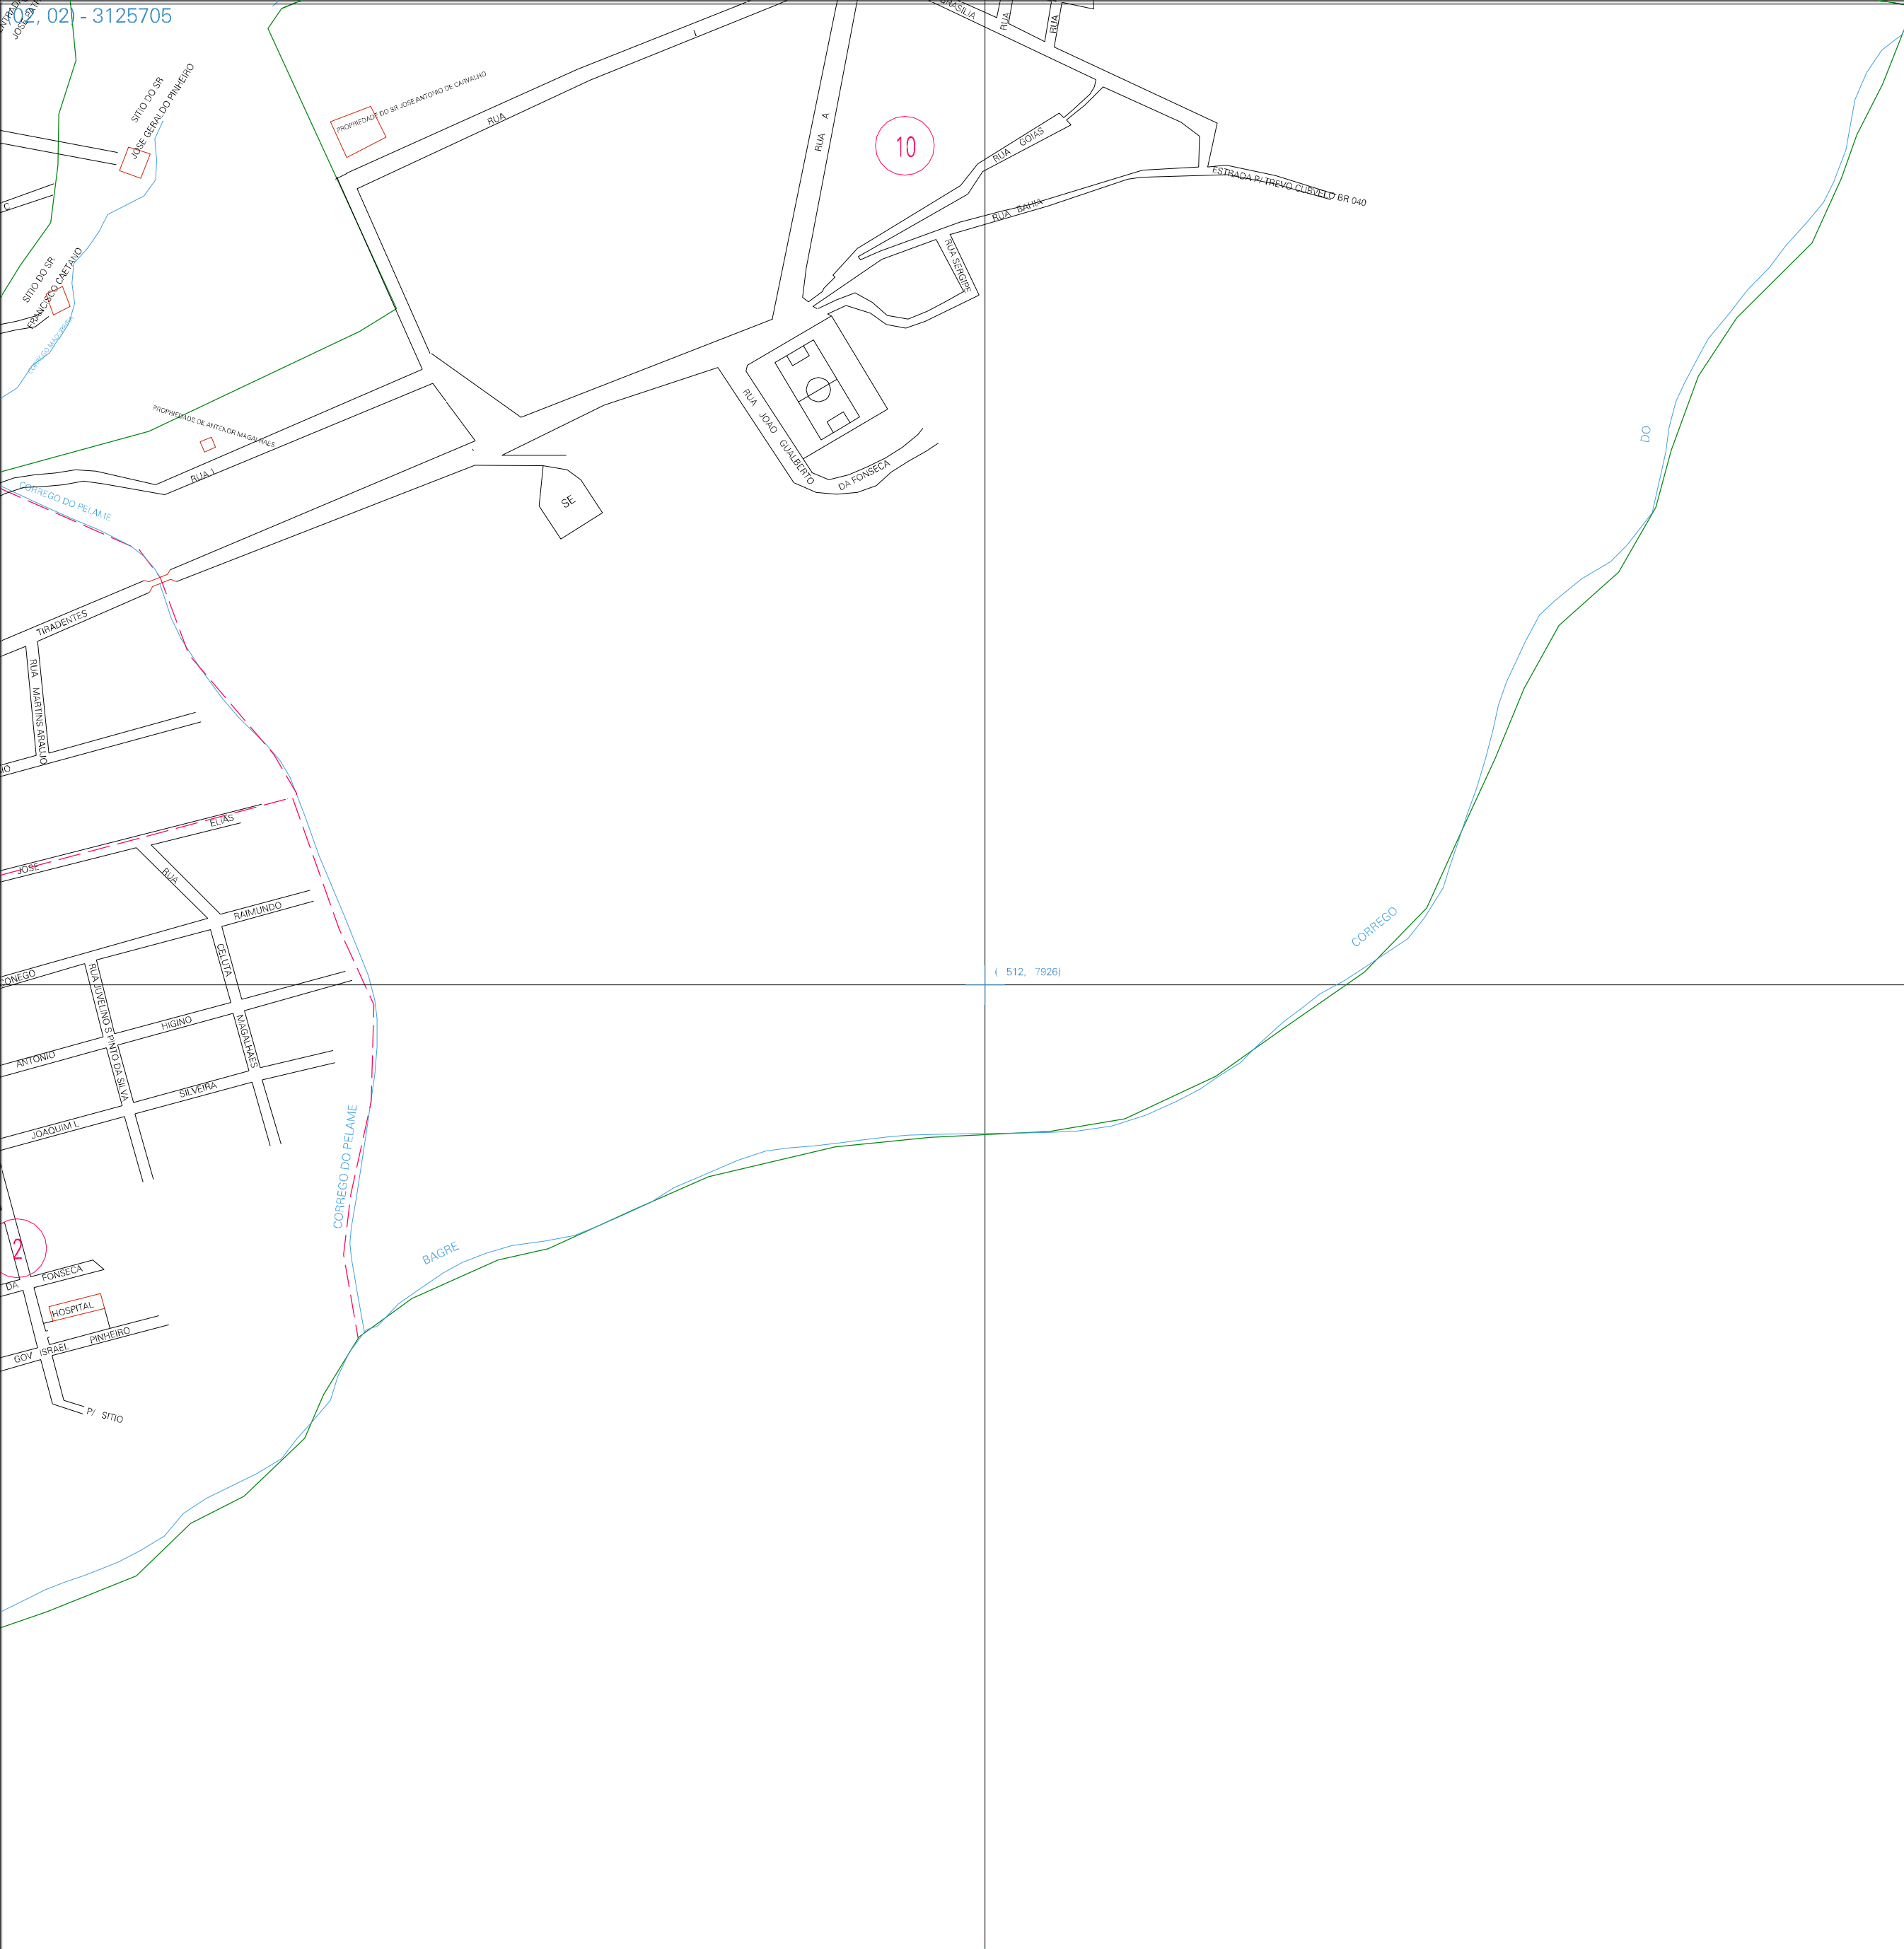 (02, 02) - 3125705
SITIO DO SR
JOSE GERALDO PINHEIRO
PROPRIEDADE DO SR JOSE ANTONIO DE CARVALHO
RUA
I
RUA A
10
BRASILIA
RUA
RUA
RUA GOIAS
RUA BAHIA
ESTRADA P/ TREVO CURVELO BR 040
RUA SERGIPE
C
SITIO DO SR
FRANCISCO CAETANO
PROPRIEDADE DE ANTENOR MAGALHAES
RUA 1
RUA JOAO GUALBERTO
DA FONSECA
SE
CORREGO DO PELAME
TIRADENTES
RUA MARTINS ARAUJO
JOSE
ELIAS
RUA
CELUTA
MAGALHAES
RAIMUNDO
CONEGO
RUA JUVELINO S PINTO DA SILVA
HIGINO
ANTONIO
SILVEIRA
JOAQUIM L
2
DA FONSECA
HOSPITAL
PINHEIRO
GOV ISRAEL
P/ SITIO
CORREGO DO PELAME
BAGRE
DO
CORREGO
( 512, 7926)